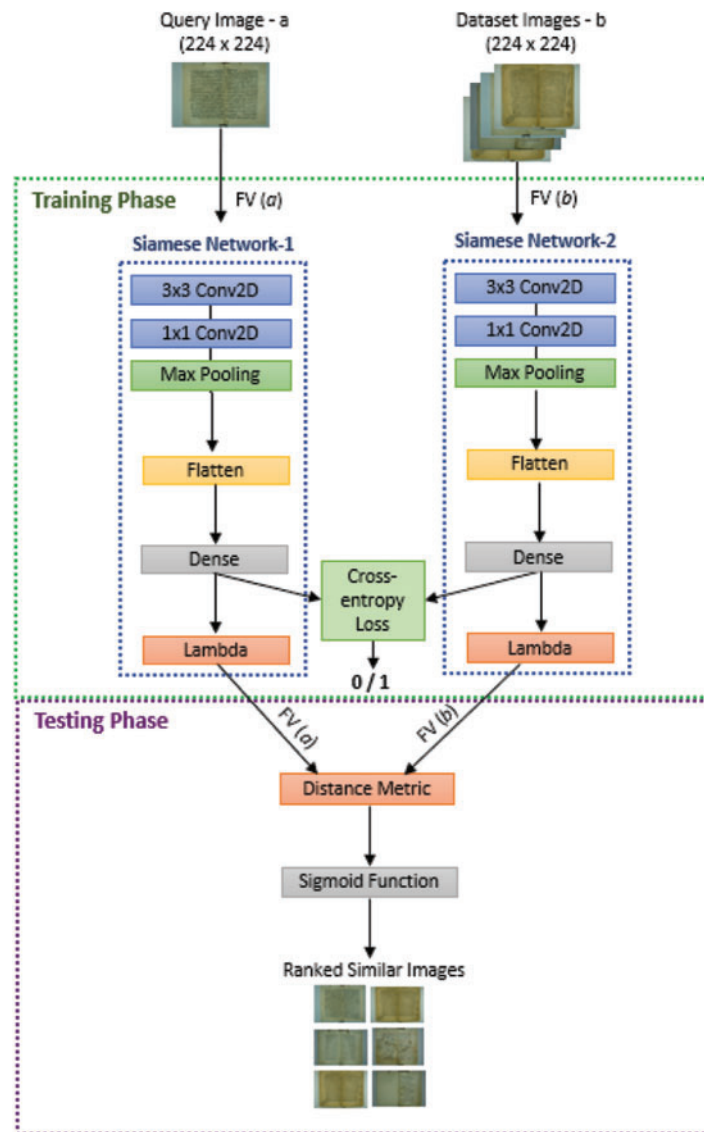 Query Image - a
(224 x 224)
Dataset Images - b
(224 x 224)
Training Phase
FV (a)
FV (b)
Siamese Network-1
3x3 Conv2D
1x1 Conv2D
Max Pooling
Flatten
Dense
Lambda
Siamese Network-2
3x3 Conv2D
1x1 Conv2D
Max Pooling
Flatten
Dense
Lambda
Cross-
entropy
Loss
0 / 1
Testing Phase
FV (a)
FV (b)
Distance Metric
Sigmoid Function
Ranked Similar Images